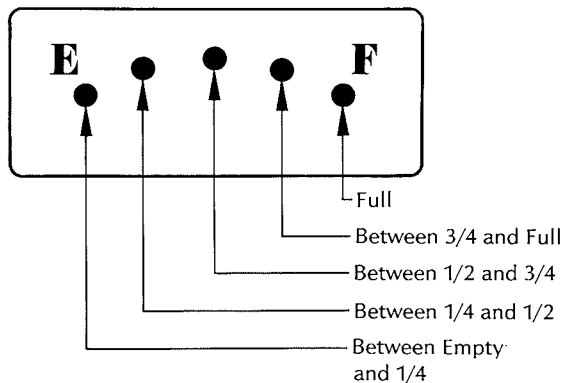 E F
Full
Between 3/4 and Full
Between 1/2 and 3/4
Between 1/4 and 1/2
Between Empty
and 1/4